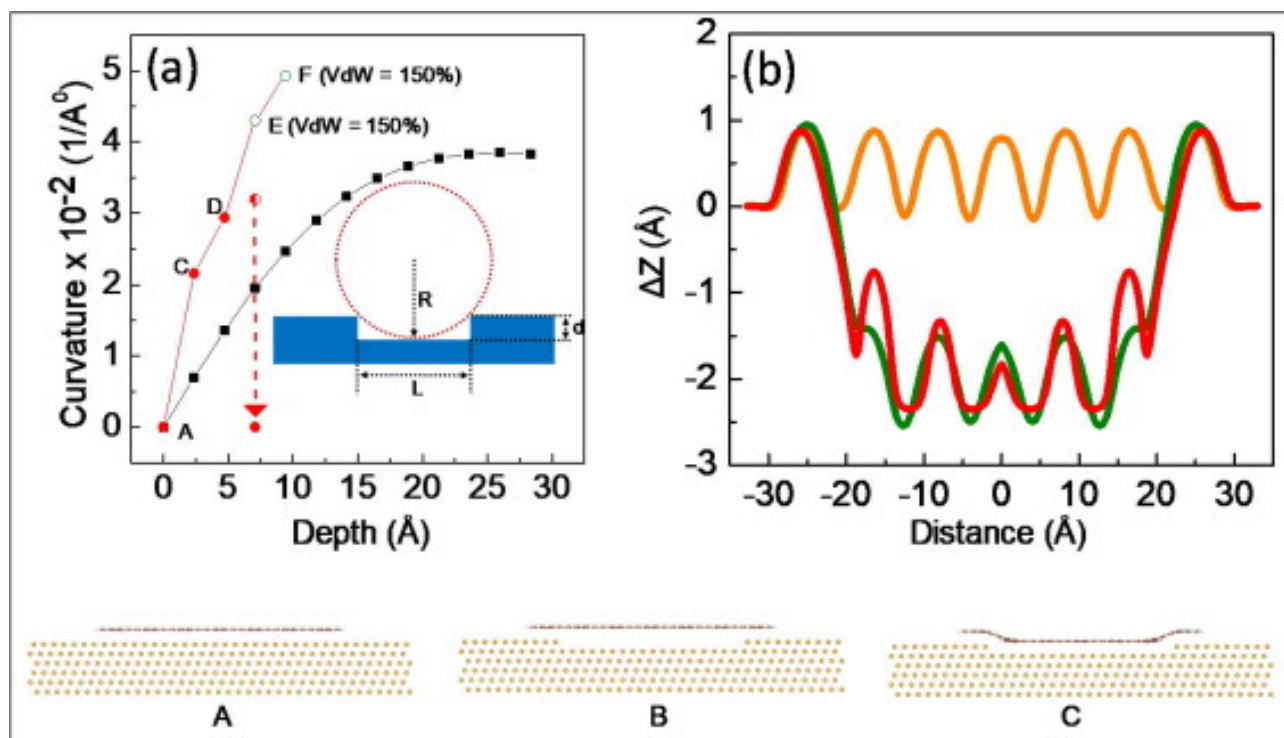 (a)
F (VdW = 150%)
E (VdW = 150%)
D
C
A
R
d
L
5
4
3
2
1
0
Curvature x 10⁻² (1/A⁰)
0 5 10 15 20 25 30
Depth (Å)
(b)
2
1
0
−1
−2
−3
ΔZ (Å)
−30 −20 −10 0 10 20 30
Distance (Å)
A B C